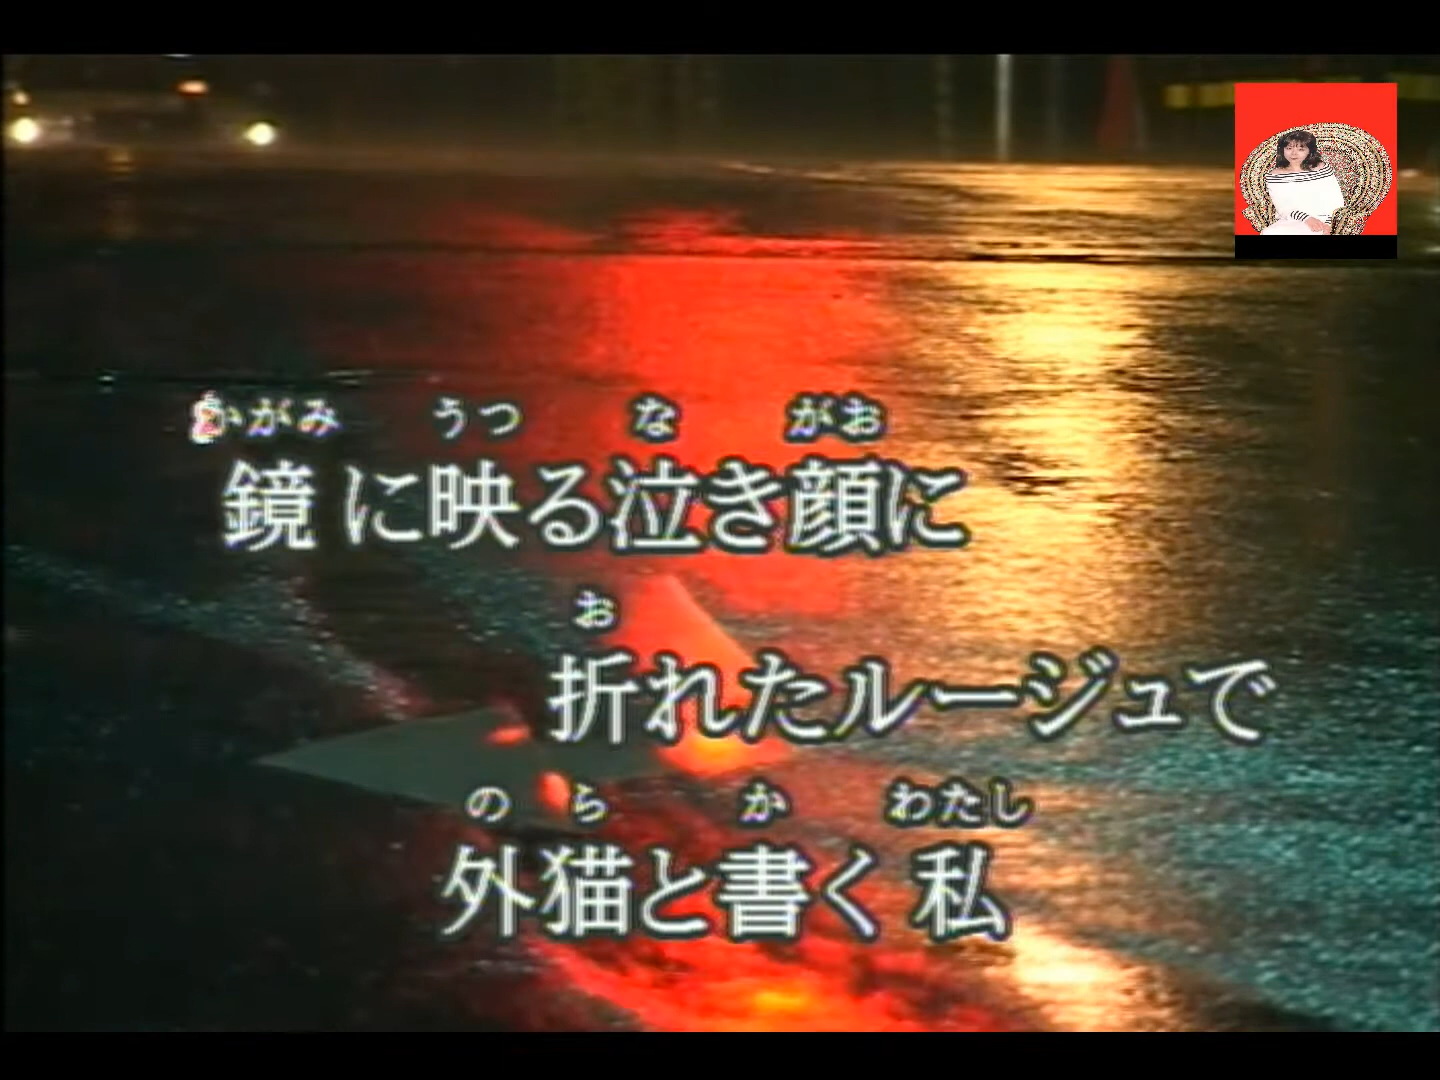 かがみ うつ な がお
鏡に映る泣き顔に
お
折れたルージュで
のら か わたし
外猫と書く 私